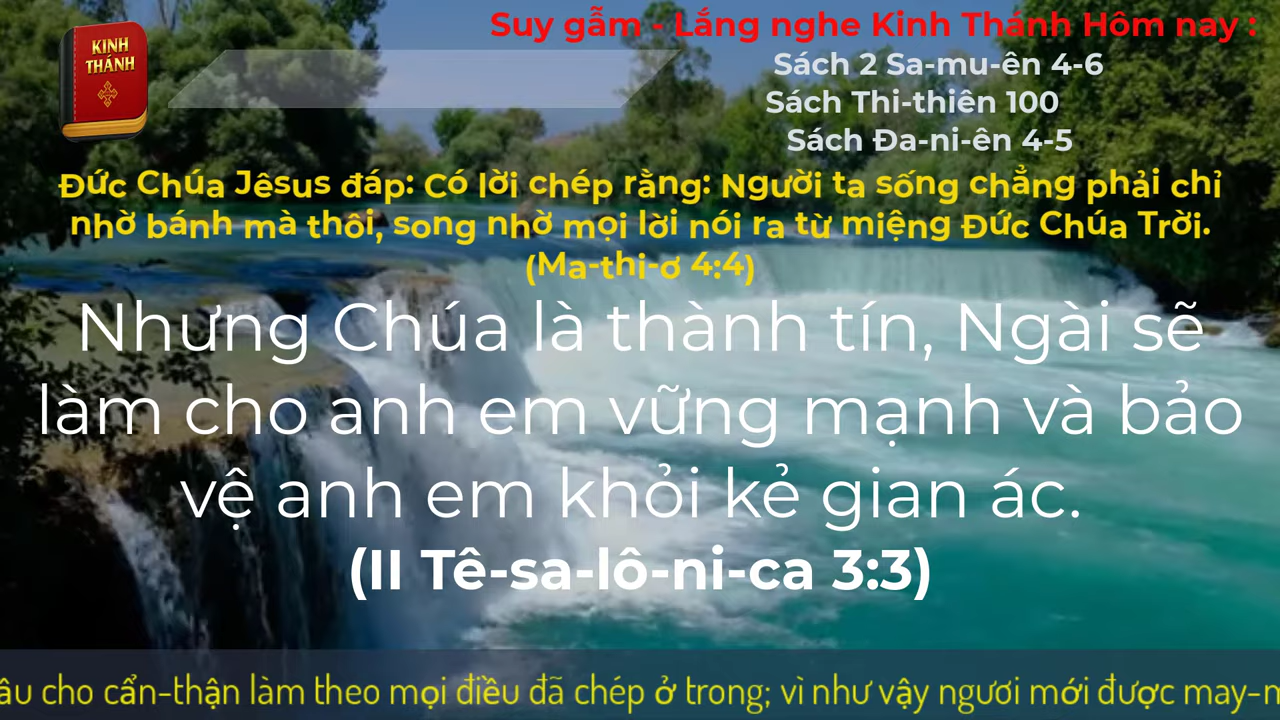 KINH
THÁNH
Suy gẫm - Lắng nghe Kinh Thánh Hôm nay :
Sách 2 Sa-mu-ên 4-6
Sách Thi-thiên 100
Sách Đa-ni-ên 4-5
Đức Chúa Jêsus đáp: Có lời chép rằng: Người ta sống chẳng phải chỉ
nhờ bánh mà thôi, song nhờ mọi lời nói ra từ miệng Đức Chúa Trời.
(Ma-thi-ơ 4:4)
Nhưng Chúa là thành tín, Ngài sẽ
làm cho anh em vững mạnh và bảo
vệ anh em khỏi kẻ gian ác.
(II Tê-sa-lô-ni-ca 3:3)
cho cẩn-thận làm theo mọi điều đã chép ở trong; vì như vậy ngươi mới được